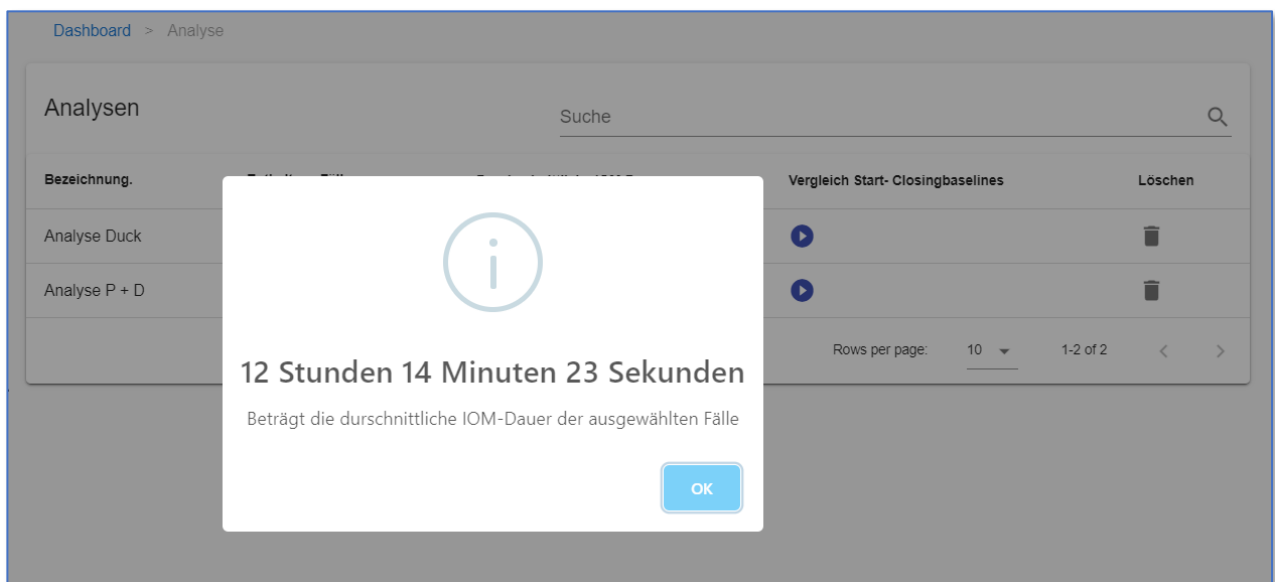 Dashboard > Analyse
Analysen
Suche
Bezeichnung.
Vergleich Start- Closingbaselines
Löschen
Analyse Duck
Analyse P + D
Rows per page: 10 1-2 of 2 < >
12 Stunden 14 Minuten 23 Sekunden
Beträgt die durschnittliche IOM-Dauer der ausgewählten Fälle
OK